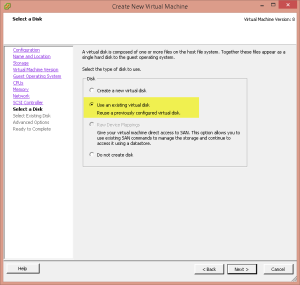 Create New Virtual Machine
Select a Disk
Virtual Machine Version: 8
Configuration
Name and Location
Storage
Virtual Machine Version
Guest Operating System
CPUs
Memory
Network
SCSI Controller
Select a Disk
Select Existing Disk
Advanced Options
Ready to Complete
A virtual disk is composed of one or more files on the host file system. Together these files appear as a
single hard disk to the guest operating system.
Select the type of disk to use.
Disk
Create a new virtual disk
Use an existing virtual disk
Reuse a previously configured virtual disk.
Raw Device Mappings
Give your virtual machine direct access to SAN. This option allows you to
use existing SAN commands to manage the storage and continue to
access it using a datastore.
Do not create disk
Help
< Back
Next >
Cancel